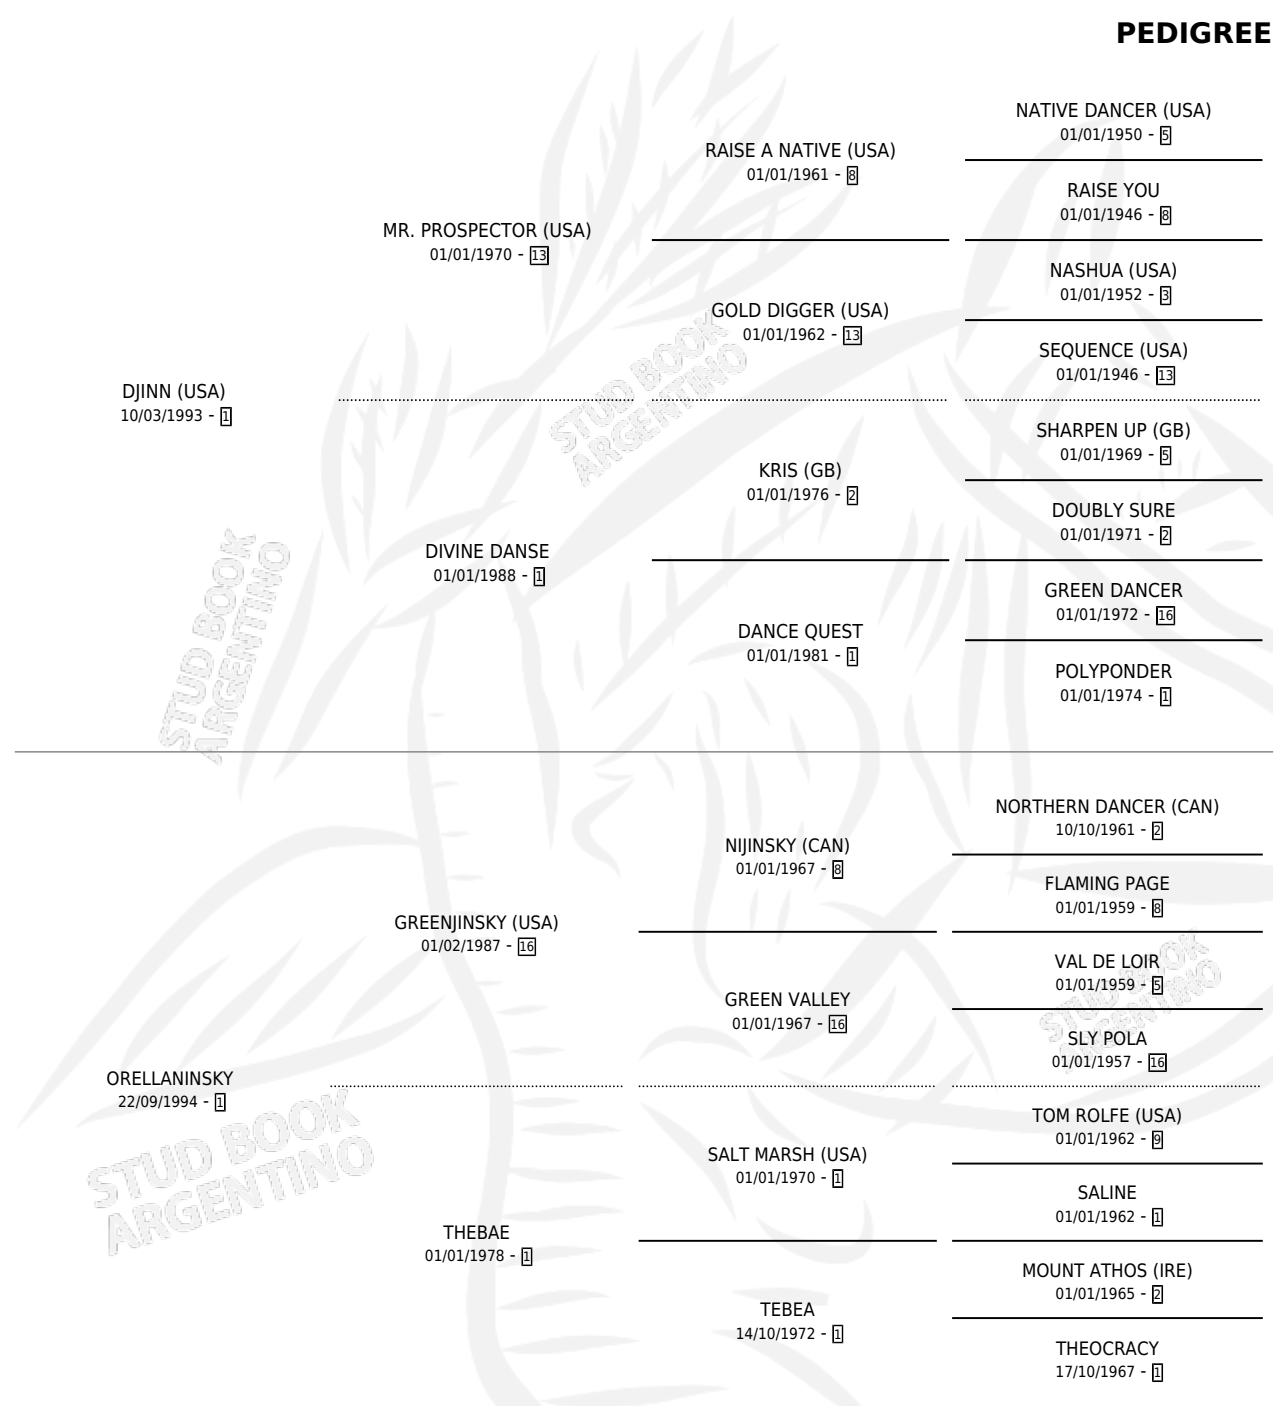 PEDIGREE
NATIVE DANCER (USA)
01/01/1950 - 5
RAISE A NATIVE (USA)
01/01/1961 - 8
RAISE YOU
01/01/1946 - 8
MR. PROSPECTOR (USA)
01/01/1970 - 13
NASHUA (USA)
01/01/1952 - 3
GOLD DIGGER (USA)
01/01/1962 - 13
SEQUENCE (USA)
01/01/1946 - 13
DJINN (USA)
10/03/1993 - 1
SHARPEN UP (GB)
01/01/1969 - 5
KRIS (GB)
01/01/1976 - 2
DOUBLY SURE
01/01/1971 - 2
DIVINE DANSE
01/01/1988 - 1
GREEN DANCER
01/01/1972 - 16
DANCE QUEST
01/01/1981 - 1
POLYPONDER
01/01/1974 - 1
NORTHERN DANCER (CAN)
10/10/1961 - 2
NIJINSKY (CAN)
01/01/1967 - 8
FLAMING PAGE
01/01/1959 - 8
GREENJINSKY (USA)
01/02/1987 - 16
VAL DE LOIR
01/01/1959 - 5
GREEN VALLEY
01/01/1967 - 16
SLY POLA
01/01/1957 - 16
ORELLANINSKY
22/09/1994 - 1
TOM ROLFE (USA)
01/01/1962 - 9
SALT MARSH (USA)
01/01/1970 - 1
SALINE
01/01/1962 - 1
THEBAE
01/01/1978 - 1
MOUNT ATHOS (IRE)
01/01/1965 - 2
TEBEA
14/10/1972 - 1
THEOCRACY
17/10/1967 - 1
STUD BOOK
ARGENTINO
STUD BOOK
ARGENTINO
STUD BOOK
ARGENTINO
STUD BOOK
ARGENTINO